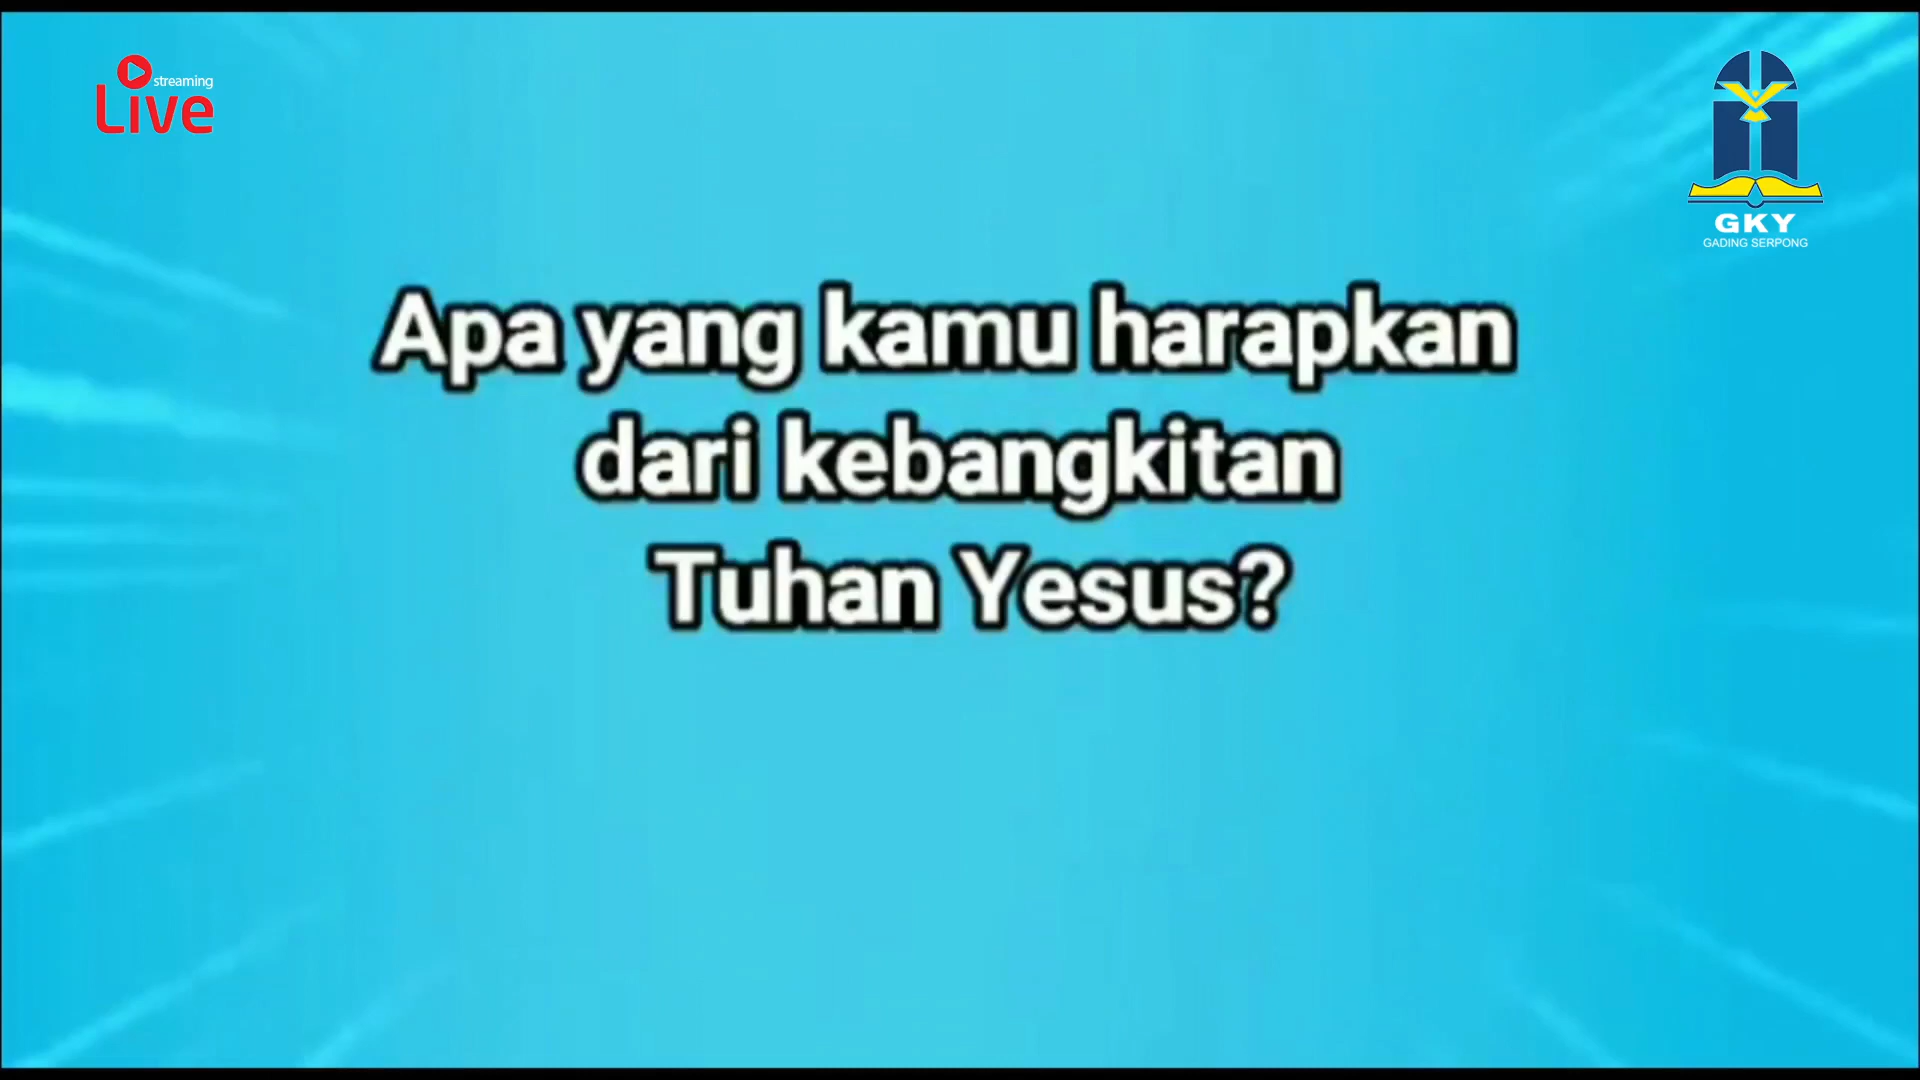 streaming
Live
GKY
GADING SERPONG
Apa yang kamu harapkan
dari kebangkitan
Tuhan Yesus?